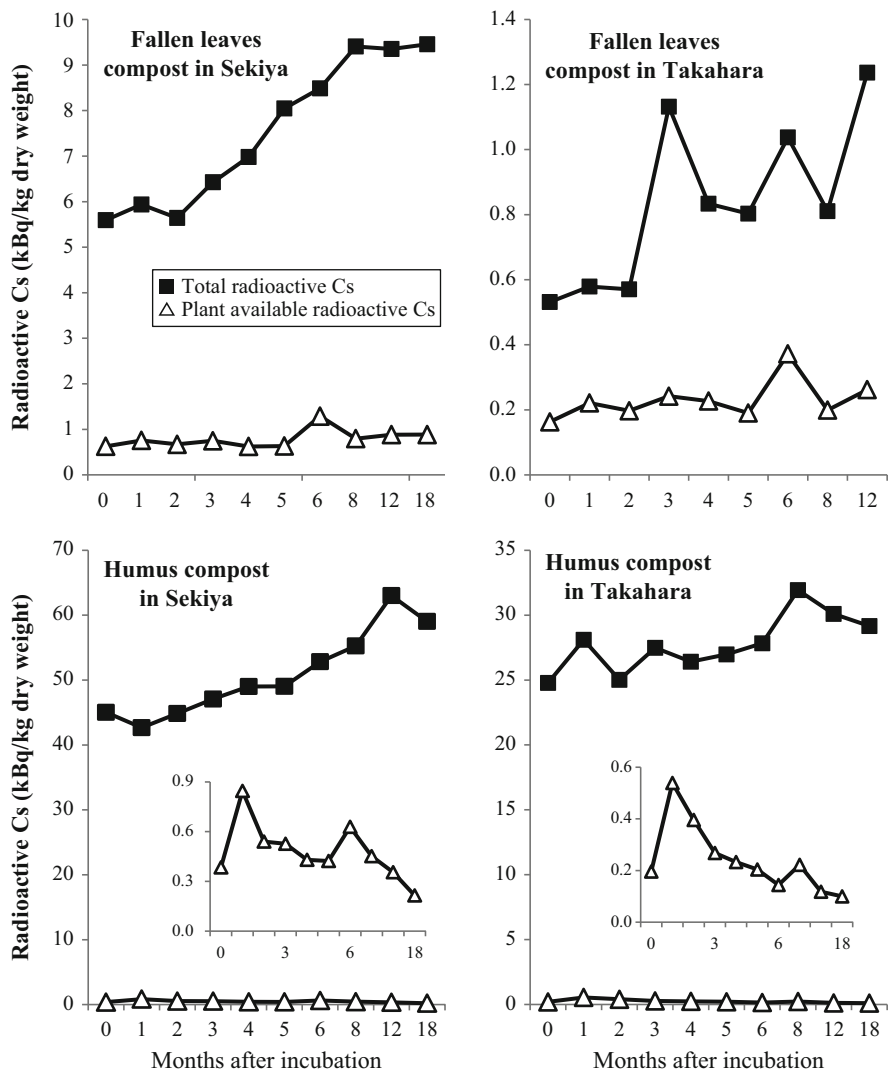 Fallen leaves
compost in Sekiya
10
9
8
7
6
5
4
3
2
1
0
Total radioactive Cs
Plant available radioactive Cs
0 1 2 3 4 5 6 8 12 18
Radioactive Cs (kBq/kg dry weight)
Fallen leaves
compost in Takahara
1.4
1.2
1.0
0.8
0.6
0.4
0.2
0.0
0 1 2 3 4 5 6 8 12
Humus compost
in Sekiya
70
60
50
40
30
20
10
0
0.9
0.6
0.3
0.0
0 3 6 18
0 1 2 3 4 5 6 8 12 18
Months after incubation
Radioactive Cs (kBq/kg dry weight)
Humus compost
in Takahara
35
30
25
20
15
10
5
0
0.6
0.4
0.2
0.0
0 3 6 18
0 1 2 3 4 5 6 8 12 18
Months after incubation